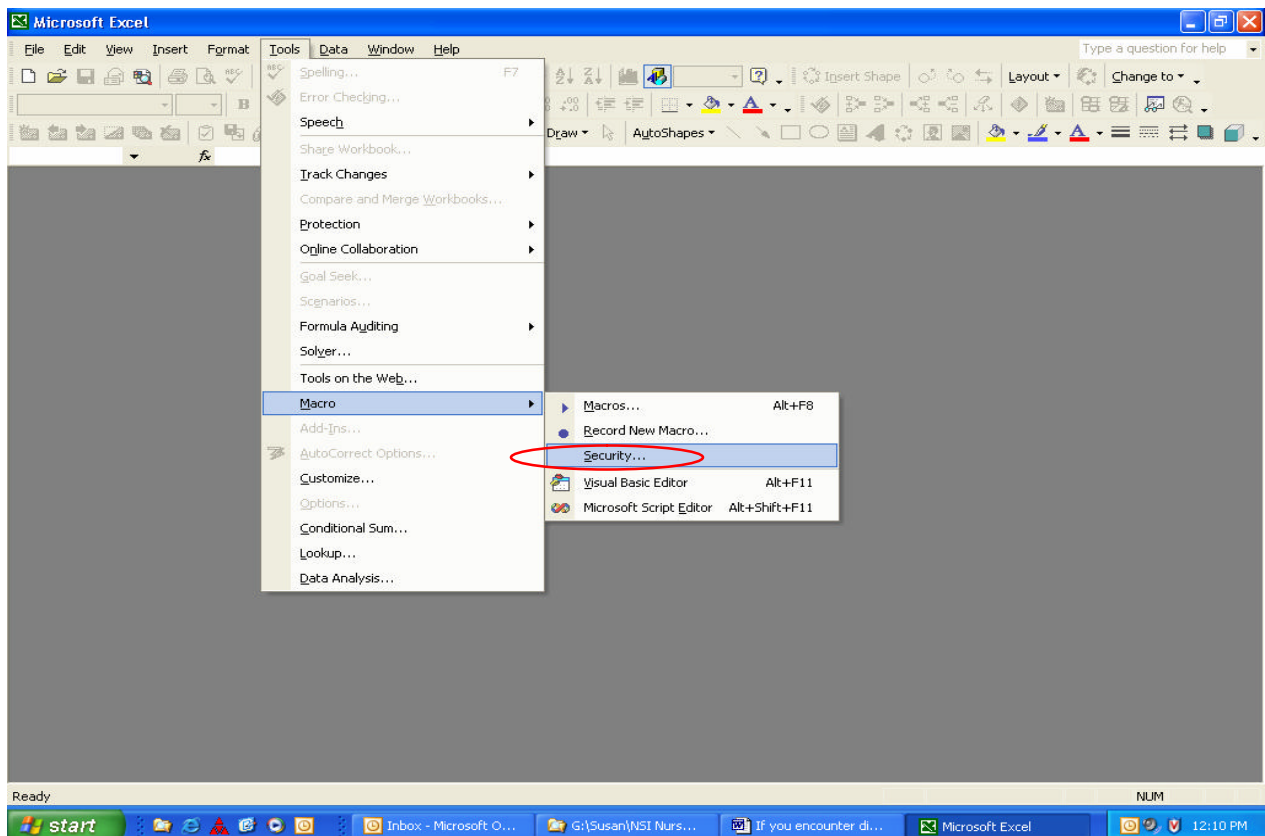 Microsoft Excel
File Edit View Insert Format Tools Data Window Help Type a question for help
Insert Shape Layout Change to
B
Draw AutoShapes
fx
Spelling... F7
Error Checking...
Speech
Share Workbook...
Track Changes
Compare and Merge Workbooks...
Protection
Online Collaboration
Goal Seek...
Scenarios...
Formula Auditing
Solver...
Tools on the Web...
Macro
Add-Ins...
AutoCorrect Options...
Customize...
Options...
Conditional Sum...
Lookup...
Data Analysis...
Macros... Alt+F8
Record New Macro...
Security...
Visual Basic Editor Alt+F11
Microsoft Script Editor Alt+Shift+F11
Ready NUM
start Inbox - Microsoft O... G:\Susan\NSI Nurs... If you encounter di... Microsoft Excel 12:10 PM